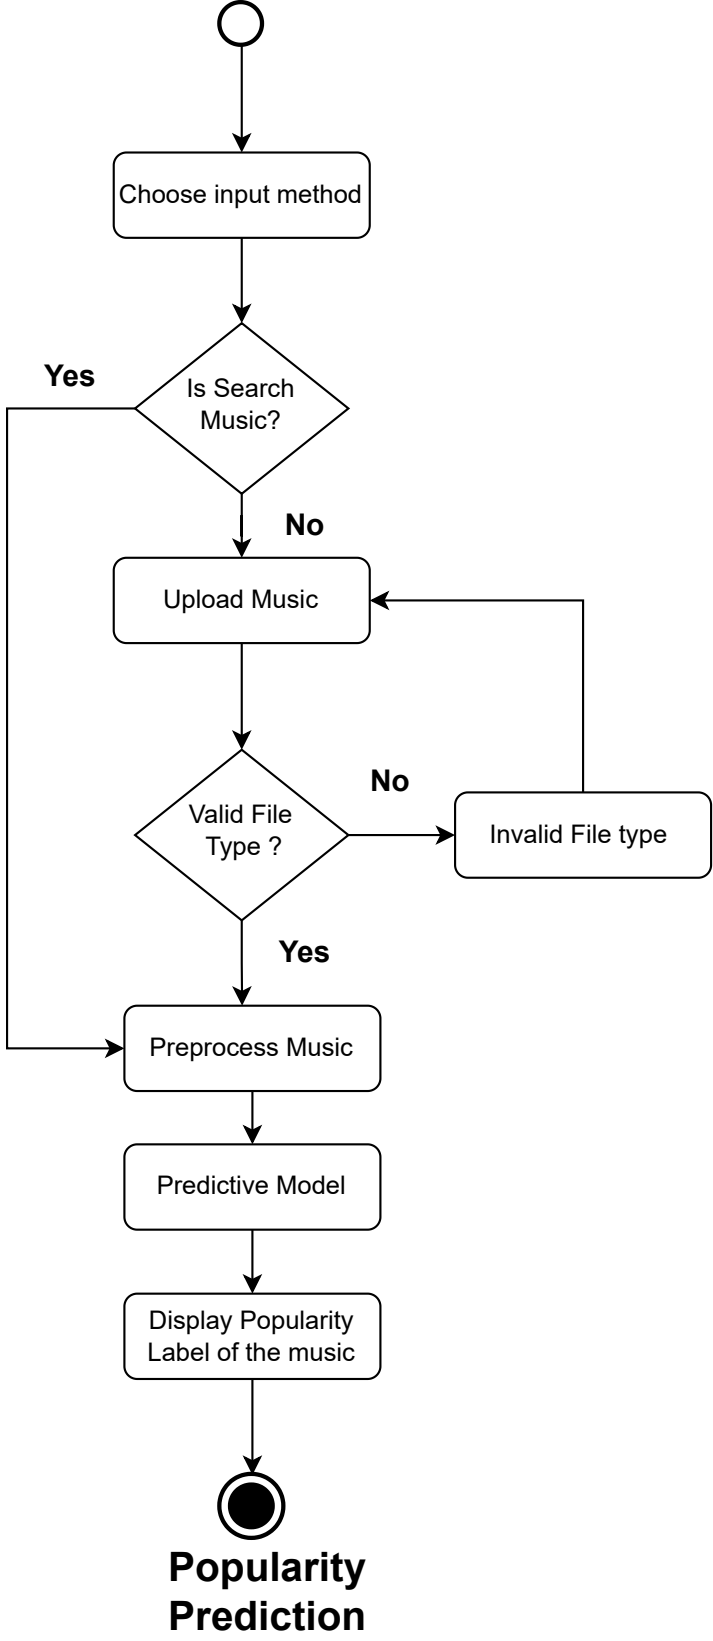 Choose input method
Yes
Is Search
Music?
No
Upload Music
Valid File
Type ?
No
Invalid File type
Yes
Preprocess Music
Predictive Model
Display Popularity
Label of the music
Popularity
Prediction